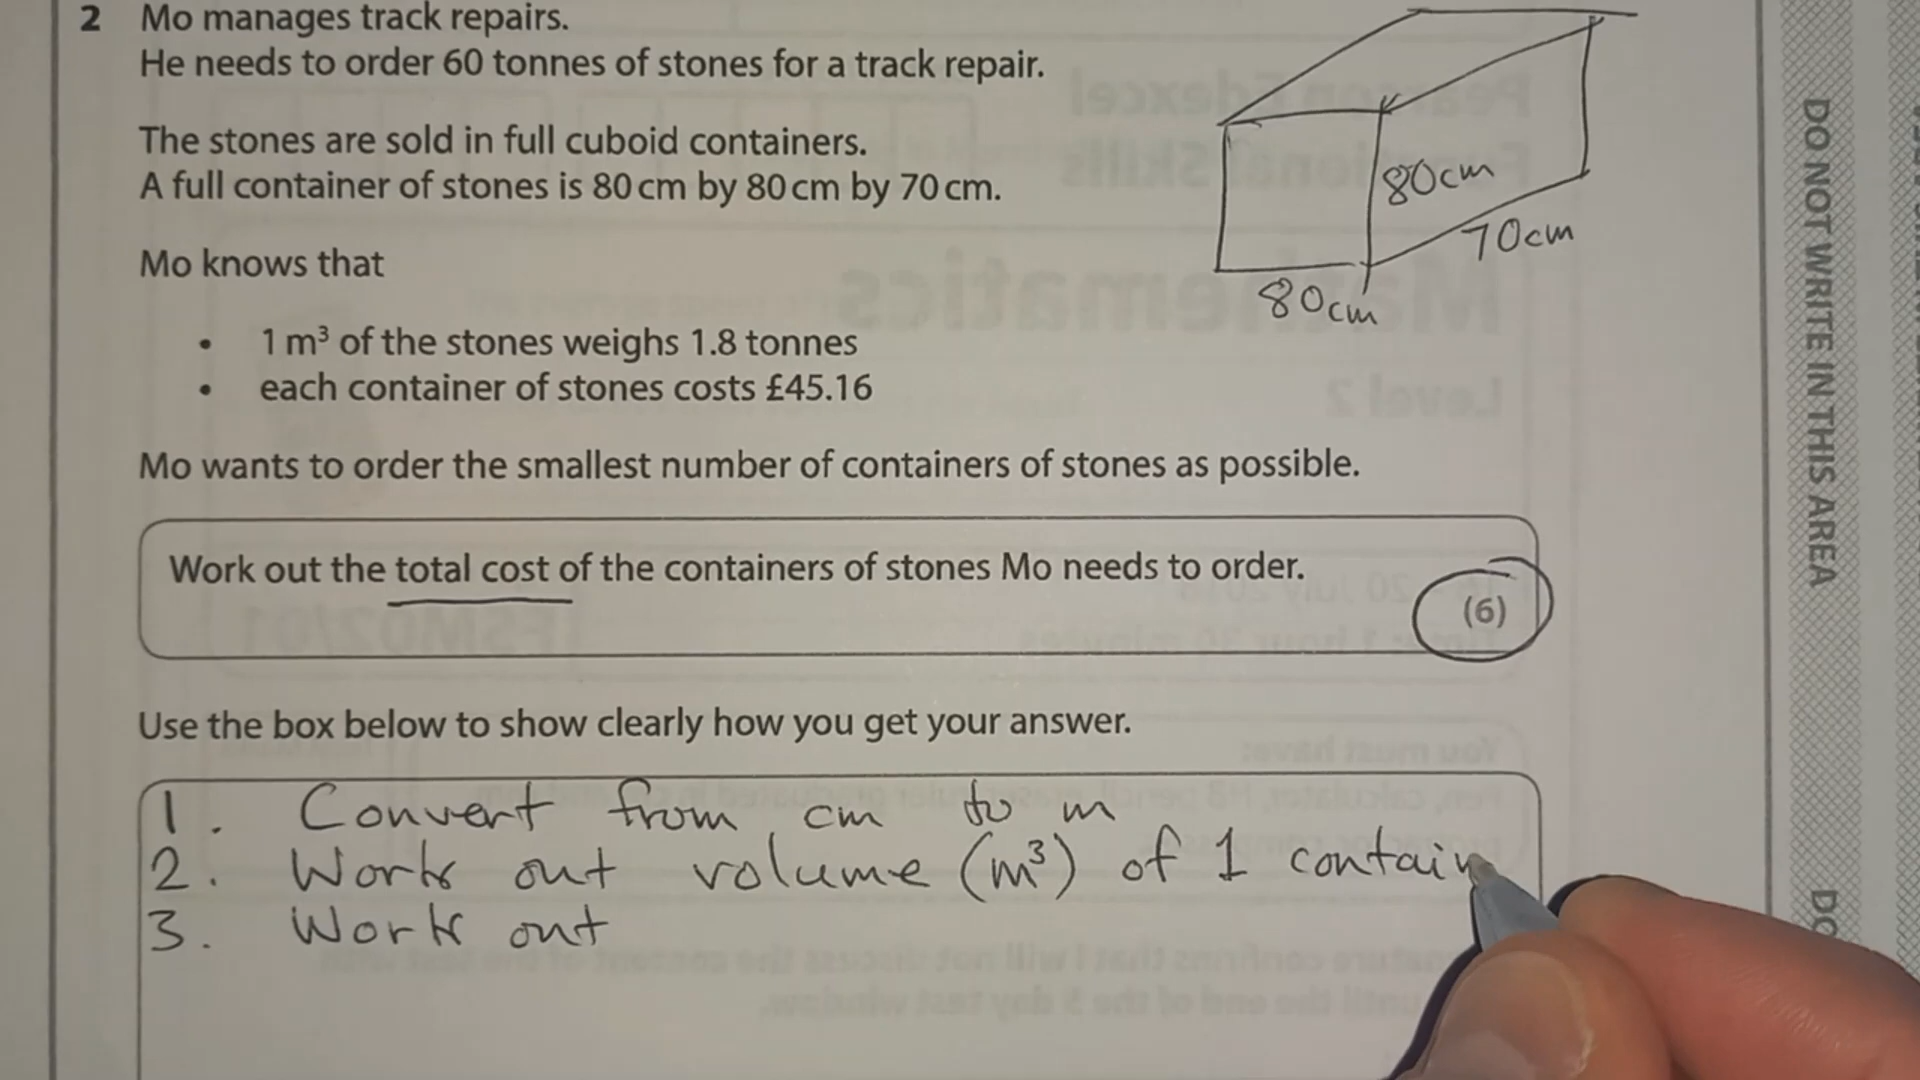 2 Mo manages track repairs.
He needs to order 60 tonnes of stones for a track repair.
The stones are sold in full cuboid containers.
A full container of stones is 80 cm by 80 cm by 70 cm.
80cm
70cm
80cm
Mo knows that
• 1 m³ of the stones weighs 1.8 tonnes
• each container of stones costs £45.16
Mo wants to order the smallest number of containers of stones as possible.
Work out the total cost of the containers of stones Mo needs to order.
(6)
Use the box below to show clearly how you get your answer.
1. Convert from cm to m
2. Work out volume (m³) of 1 contain
3. Work out
DO NOT WRITE IN THIS AREA
DO